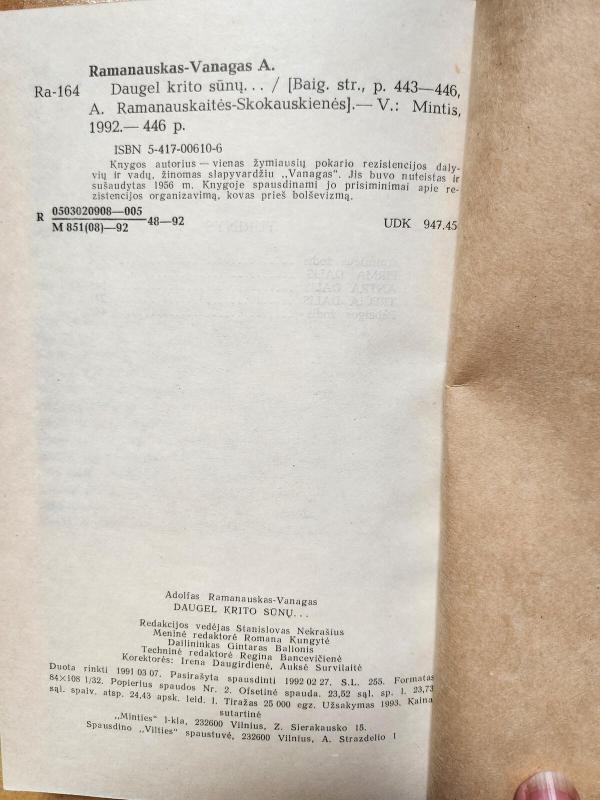 Ramanauskas-Vanagas A.
Ra-164 Daugel krito sūnų... / [Baig. str., p. 443—446,
A. Ramanauskaitės-Skokauskienės].— V.: Mintis,
1992.— 446 p.
ISBN 5-417-00610-6
Knygos autorius — vienas žymiausių pokario rezistencijos daly-
vių ir vadų, žinomas slapyvardžiu „Vanagas". Jis buvo nuteistas ir
sušaudytas 1956 m. Knygoje spausdinami jo prisiminimai apie re-
zistencijos organizavimą, kovas prieš bolševizmą.
R 0503020908—005
M 851(08)—92 48—92
UDK 947.45
Adolfas Ramanauskas-Vanagas
DAUGEL KRITO SŪNŲ...
Redakcijos vedėjas Stanislovas Nekrašius
Meninė redaktorė Romana Kungytė
Dailininkas Gintaras Balionis
Techninė redaktorė Regina Bancevičienė
Korektorės: Irena Daugirdienė, Auksė Survilaitė
Duota rinkti 1991 03 07. Pasirašyta spausdinti 1992 02 27. S.L. 255. Formatas
84×108 1/32. Popierius spaudos Nr. 2. Ofsetinė spauda. 23,52 sąl. sp. l. 23,73
sąl. spalv. atsp. 24,43 apsk. leid. l. Tiražas 25 000 egz. Užsakymas 1993. Kaina
sutartinė
„Minties" l-kla, 232600 Vilnius, Z. Sierakausko 15.
Spausdino „Vilties" spaustuvė, 232600 Vilnius, A. Strazdelio 1